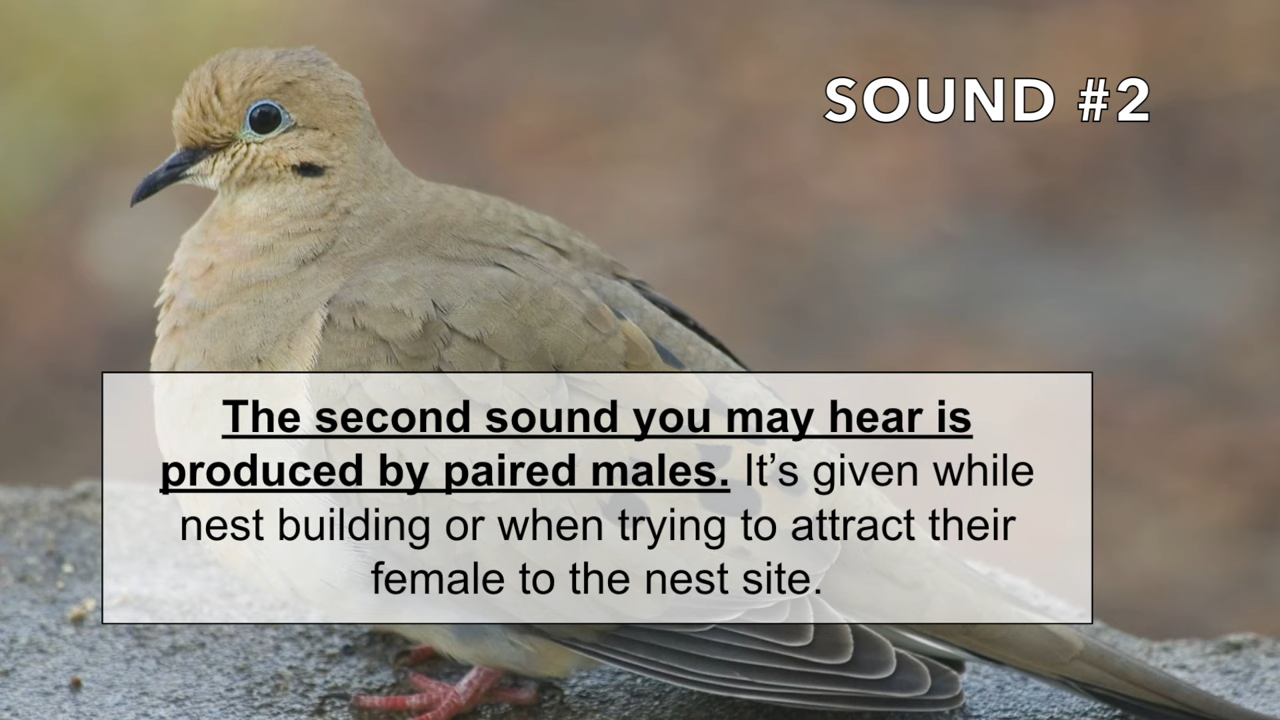 SOUND #2
The second sound you may hear is
produced by paired males. It’s given while
nest building or when trying to attract their
female to the nest site.